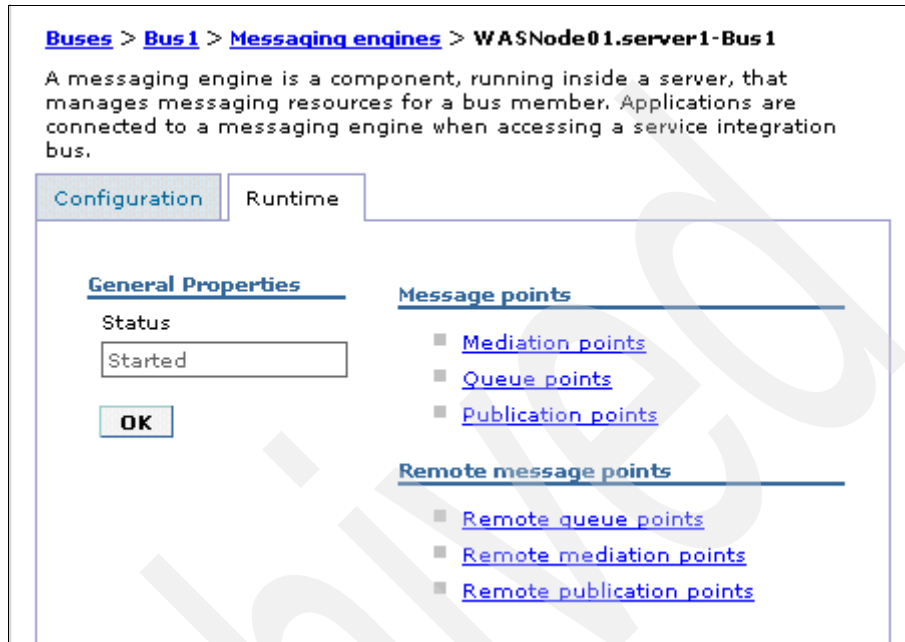 Buses > Bus1 > Messaging engines > WASNode01.server1-Bus1
A messaging engine is a component, running inside a server, that
manages messaging resources for a bus member. Applications are
connected to a messaging engine when accessing a service integration
bus.
Configuration
Runtime
General Properties
Status
Started
OK
Message points
Mediation points
Queue points
Publication points
Remote message points
Remote queue points
Remote mediation points
Remote publication points
hived